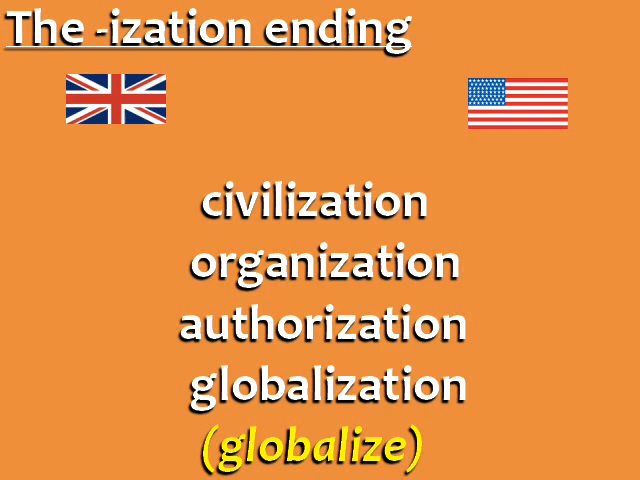 The -ization ending
civilization
organization
authorization
globalization
(globalize)